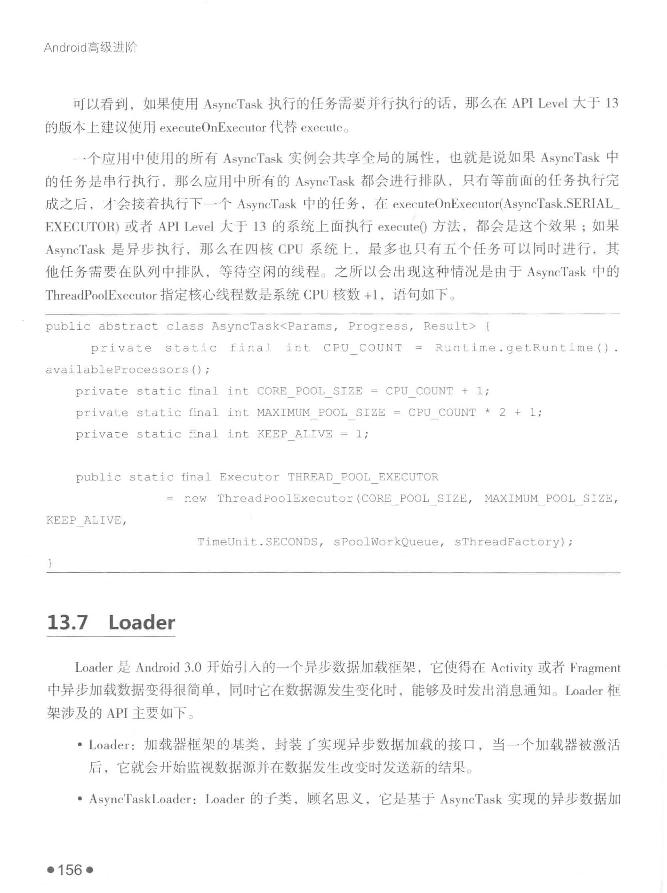 Android高级进阶
可以看到，如果使用 AsyncTask 执行的任务需要并行执行的话，那么在 API Level 大于 13
的版本上建议使用 executeOnExecutor 代替 execute。
一个应用中使用的所有 AsyncTask 实例会共享全局的属性，也就是说如果 AsyncTask 中
的任务是串行执行，那么应用中所有的 AsyncTask 都会进行排队，只有等前面的任务执行完
成之后，才会接着执行下一个 AsyncTask 中的任务，在 executeOnExecutor(AsyncTask.SERIAL_
EXECUTOR) 或者 API Level 大于 13 的系统上面执行 execute() 方法，都会是这个效果；如果
AsyncTask 是异步执行，那么在四核 CPU 系统上，最多也只有五个任务可以同时进行，其
他任务需要在队列中排队，等待空闲的线程。之所以会出现这种情况是由于 AsyncTask 中的
ThreadPoolExecutor 指定核心线程数是系统 CPU 核数 +1，语句如下。
public abstract class AsyncTask<Params, Progress, Result> {
private static final int CPU_COUNT = Runtime.getRuntime().
availableProcessors();
private static final int CORE_POOL_SIZE = CPU_COUNT + 1;
private static final int MAXIMUM_POOL_SIZE = CPU_COUNT * 2 + 1;
private static final int KEEP_ALIVE = 1;
public static final Executor THREAD_POOL_EXECUTOR
= new ThreadPoolExecutor(CORE_POOL_SIZE, MAXIMUM_POOL_SIZE,
KEEP_ALIVE,
TimeUnit.SECONDS, sPoolWorkQueue, sThreadFactory);
}
13.7 Loader
Loader 是 Android 3.0 开始引入的一个异步数据加载框架，它使得在 Activity 或者 Fragment
中异步加载数据变得很简单，同时它在数据源发生变化时，能够及时发出消息通知。Loader 框
架涉及的 API 主要如下。
• Loader：加载器框架的基类，封装了实现异步数据加载的接口，当一个加载器被激活
后，它就会开始监视数据源并在数据发生改变时发送新的结果。
• AsyncTaskLoader：Loader 的子类，顾名思义，它是基于 AsyncTask 实现的异步数据加
●156●